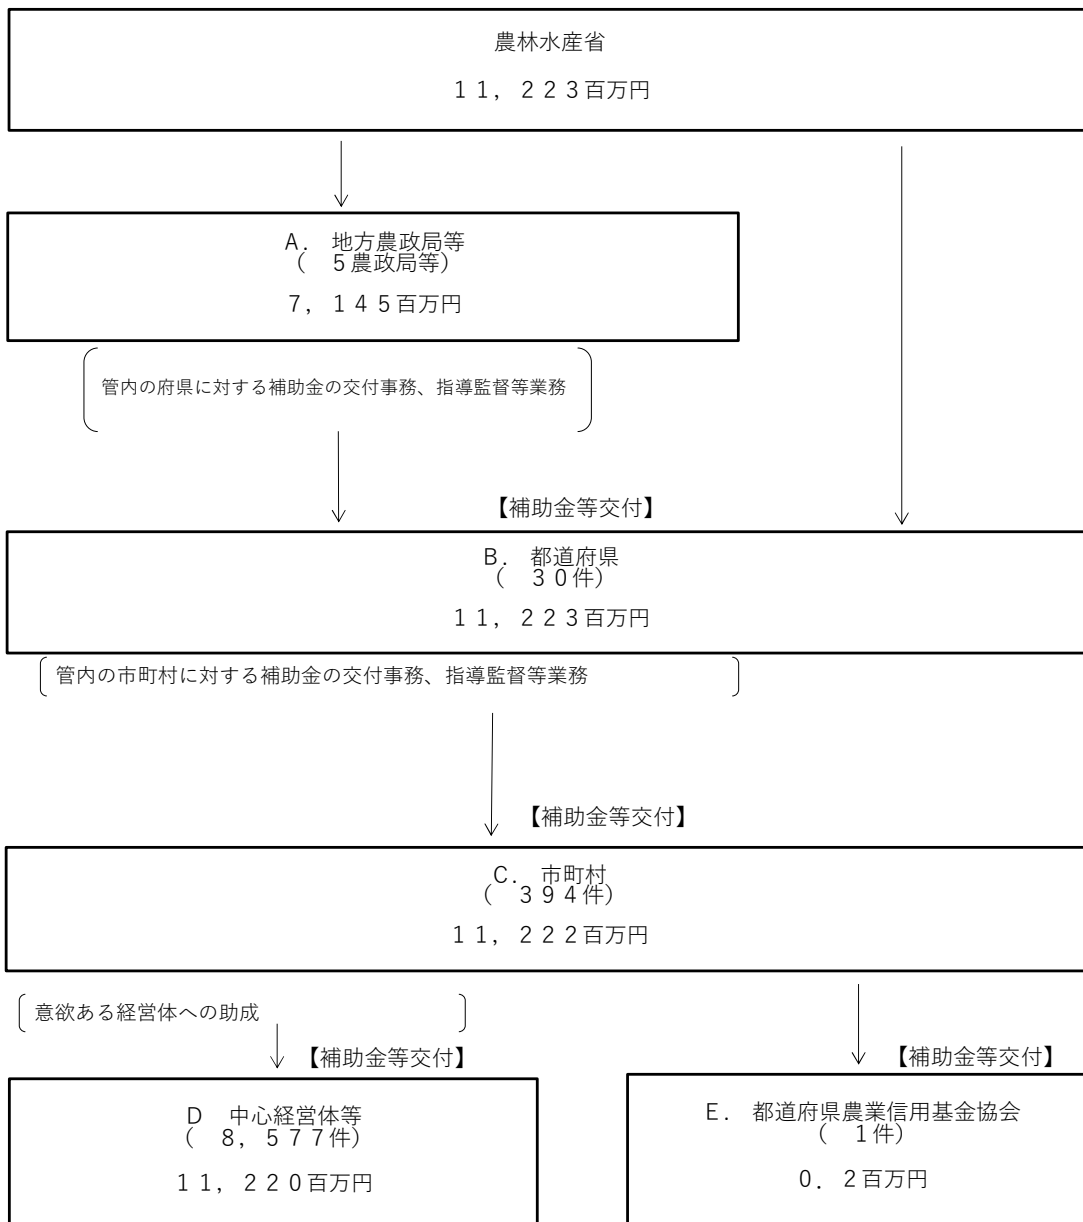 農林水産省
１１，２２３百万円
A． 地方農政局等
（ ５農政局等）
７，１４５百万円
管内の府県に対する補助金の交付事務、指導監督等業務
【補助金等交付】
B． 都道府県
（ ３０件）
１１，２２３百万円
管内の市町村に対する補助金の交付事務、指導監督等業務
【補助金等交付】
C． 市町村
（ ３９４件）
１１，２２２百万円
意欲ある経営体への助成
【補助金等交付】
【補助金等交付】
D 中心経営体等
（ ８，５７７件）
１１，２２０百万円
E． 都道府県農業信用基金協会
（ １件）
０．２百万円